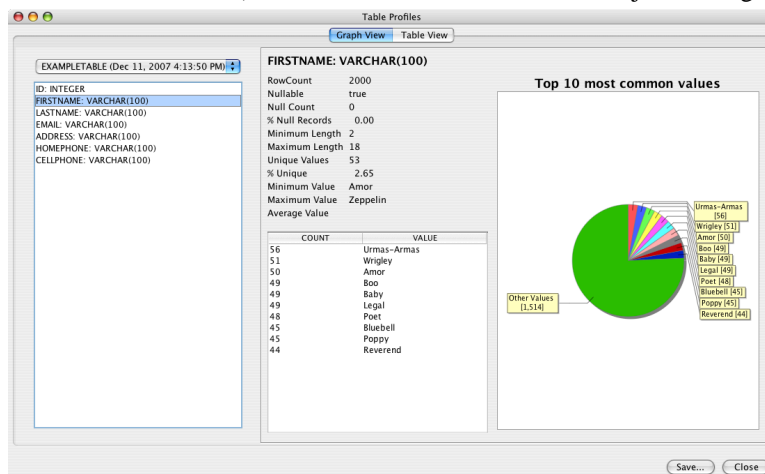 Table Profiles
Graph View Table View
EXAMPLETABLE (Dec 11, 2007 4:13:50 PM)
ID: INTEGER
FIRSTNAME: VARCHAR(100)
LASTNAME: VARCHAR(100)
EMAIL: VARCHAR(100)
ADDRESS: VARCHAR(100)
HOMEPHONE: VARCHAR(100)
CELLPHONE: VARCHAR(100)
FIRSTNAME: VARCHAR(100)
RowCount 2000
Nullable true
Null Count 0
% Null Records 0.00
Minimum Length 2
Maximum Length 18
Unique Values 53
% Unique 2.65
Minimum Value Amor
Maximum Value Zeppelin
Average Value
COUNT VALUE
56 Urmas-Armas
51 Wrigley
50 Amor
49 Boo
49 Baby
49 Legal
48 Poet
45 Bluebell
45 Poppy
44 Reverend
Top 10 most common values
Urmas-Armas
[56]
Wrigley [51]
Amor [50]
Boo [49]
Baby [49]
Legal [49]
Poet [48]
Bluebell [45]
Poppy [45]
Reverend [44]
Other Values
[1,514]
Save... Close